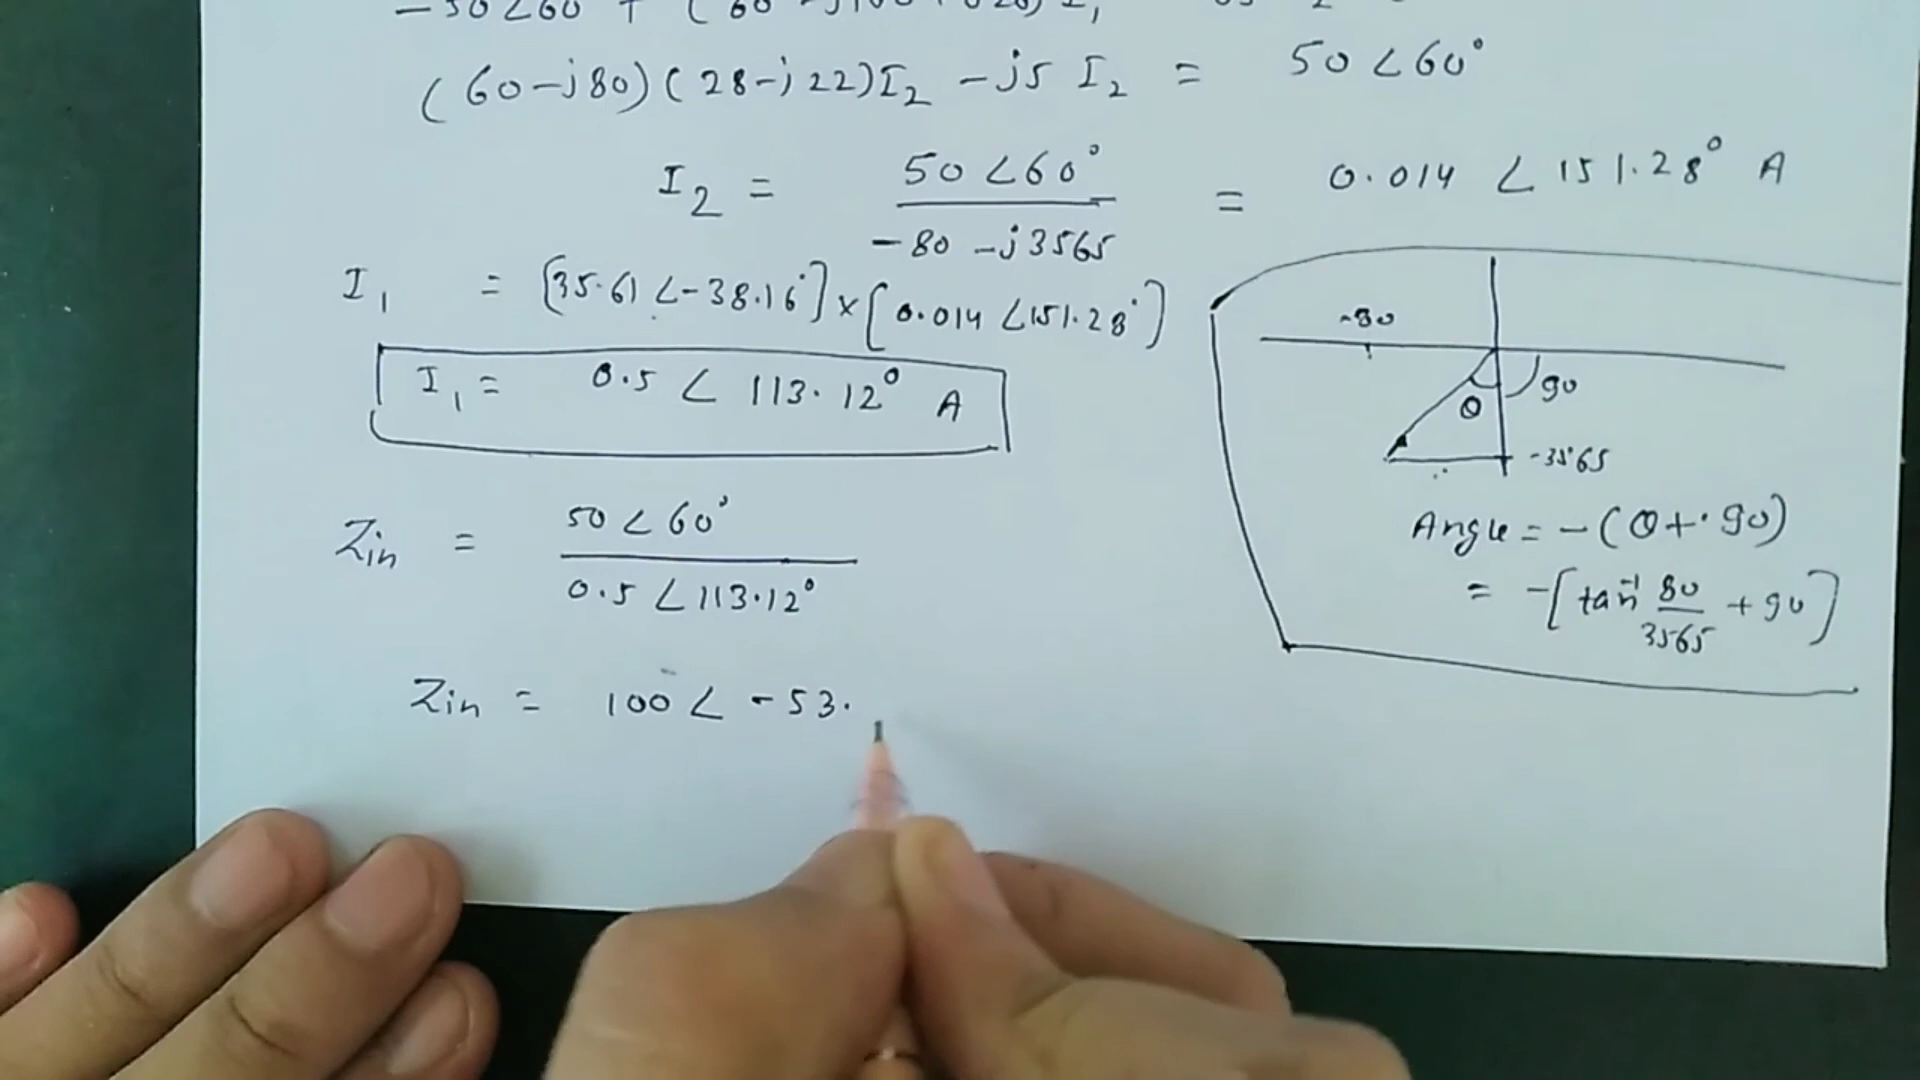 -50∠60
(60-j80)(28-j22)I₂ -j5 I₂ = 50∠60°
I₂ = 50∠60° / -80 -j3565 = 0.014 ∠151.28° A
I₁ = [35.61∠-38.16°]×[0.014∠151.28°]
I₁ = 0.5 ∠ 113.12° A
Zin = 50∠60° / 0.5∠113.12°
Zin = 100∠ -53.
-80
90
θ
-3565
Angle = -(θ+90)
= -[tan⁻¹ 80/3565 + 90]